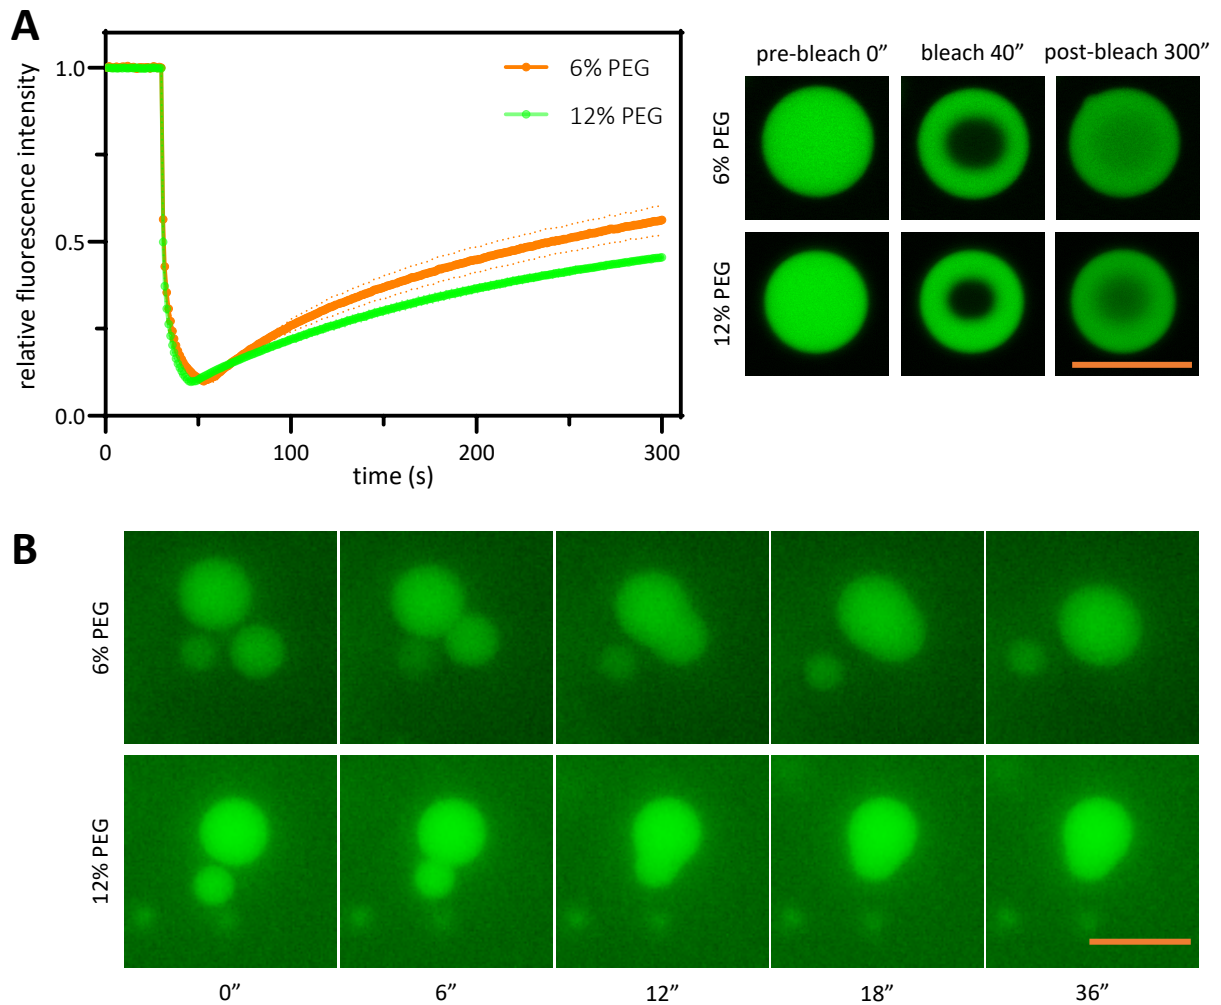 A
relative fluorescence intensity
1.0
0.5
0.0
0
100
200
300
time (s)
6% PEG
12% PEG
pre-bleach 0”
bleach 40”
post-bleach 300”
6% PEG
12% PEG
B
6% PEG
12% PEG
0”
6”
12”
18”
36”